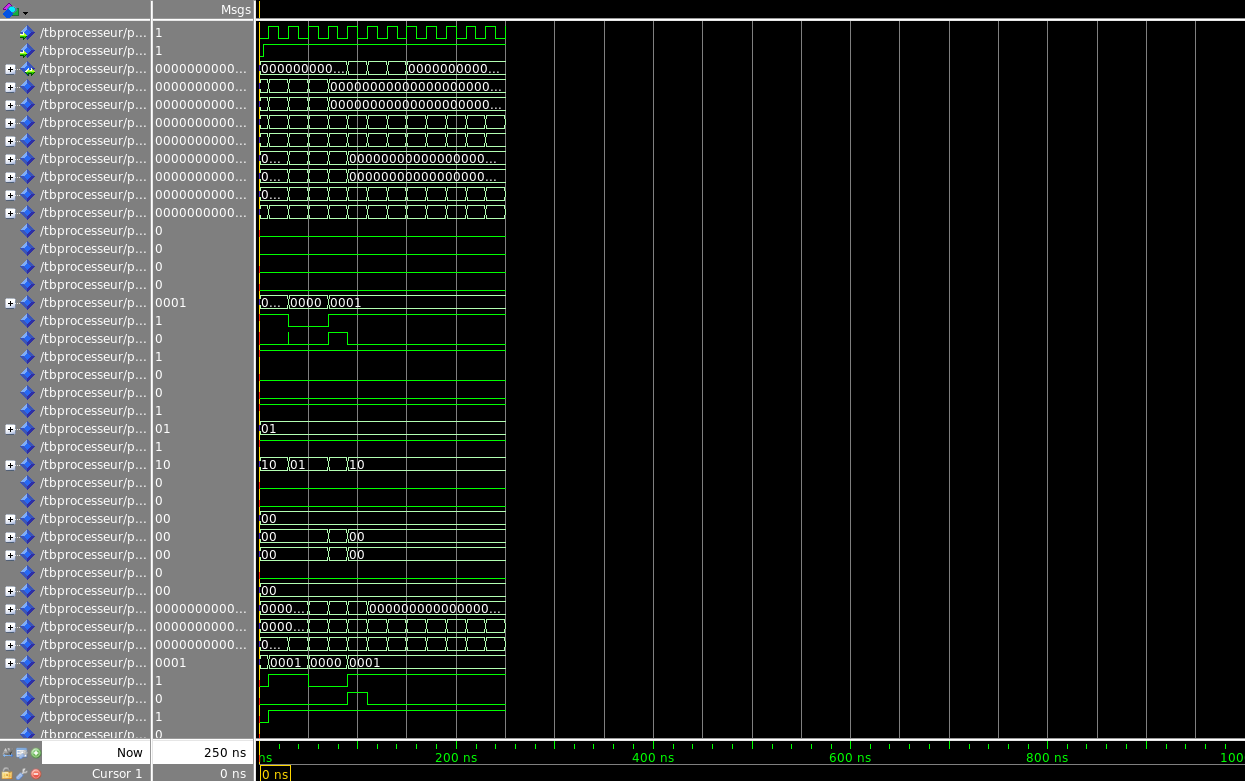 Msgs
/tbprocesseur/p... 1
/tbprocesseur/p... 1
/tbprocesseur/p... 0000000000... 000000000... 0000000000...
/tbprocesseur/p... 0000000000... 00000000000000000000...
/tbprocesseur/p... 0000000000... 00000000000000000000...
/tbprocesseur/p... 0000000000...
/tbprocesseur/p... 0000000000...
/tbprocesseur/p... 0000000000... 0... 00000000000000000...
/tbprocesseur/p... 0000000000... 0... 00000000000000000...
/tbprocesseur/p... 0000000000... 0...
/tbprocesseur/p... 0000000000...
/tbprocesseur/p... 0
/tbprocesseur/p... 0
/tbprocesseur/p... 0
/tbprocesseur/p... 0
/tbprocesseur/p... 0001 0... 0000 0001
/tbprocesseur/p... 1
/tbprocesseur/p... 0
/tbprocesseur/p... 1
/tbprocesseur/p... 0
/tbprocesseur/p... 0
/tbprocesseur/p... 1
/tbprocesseur/p... 01 01
/tbprocesseur/p... 1
/tbprocesseur/p... 10 10 01 10
/tbprocesseur/p... 0
/tbprocesseur/p... 0
/tbprocesseur/p... 00 00
/tbprocesseur/p... 00 00 00
/tbprocesseur/p... 00 00 00
/tbprocesseur/p... 0
/tbprocesseur/p... 00 00
/tbprocesseur/p... 0000000000... 0000... 000000000000000...
/tbprocesseur/p... 0000000000... 0000...
/tbprocesseur/p... 0000000000... 0...
/tbprocesseur/p... 0001 0001 0000 0001
/tbprocesseur/p... 1
/tbprocesseur/p... 0
/tbprocesseur/p... 1
/tbprocesseur/p... 0
Now 250 ns ns 200 ns 400 ns 600 ns 800 ns 100
Cursor 1 0 ns 0 ns